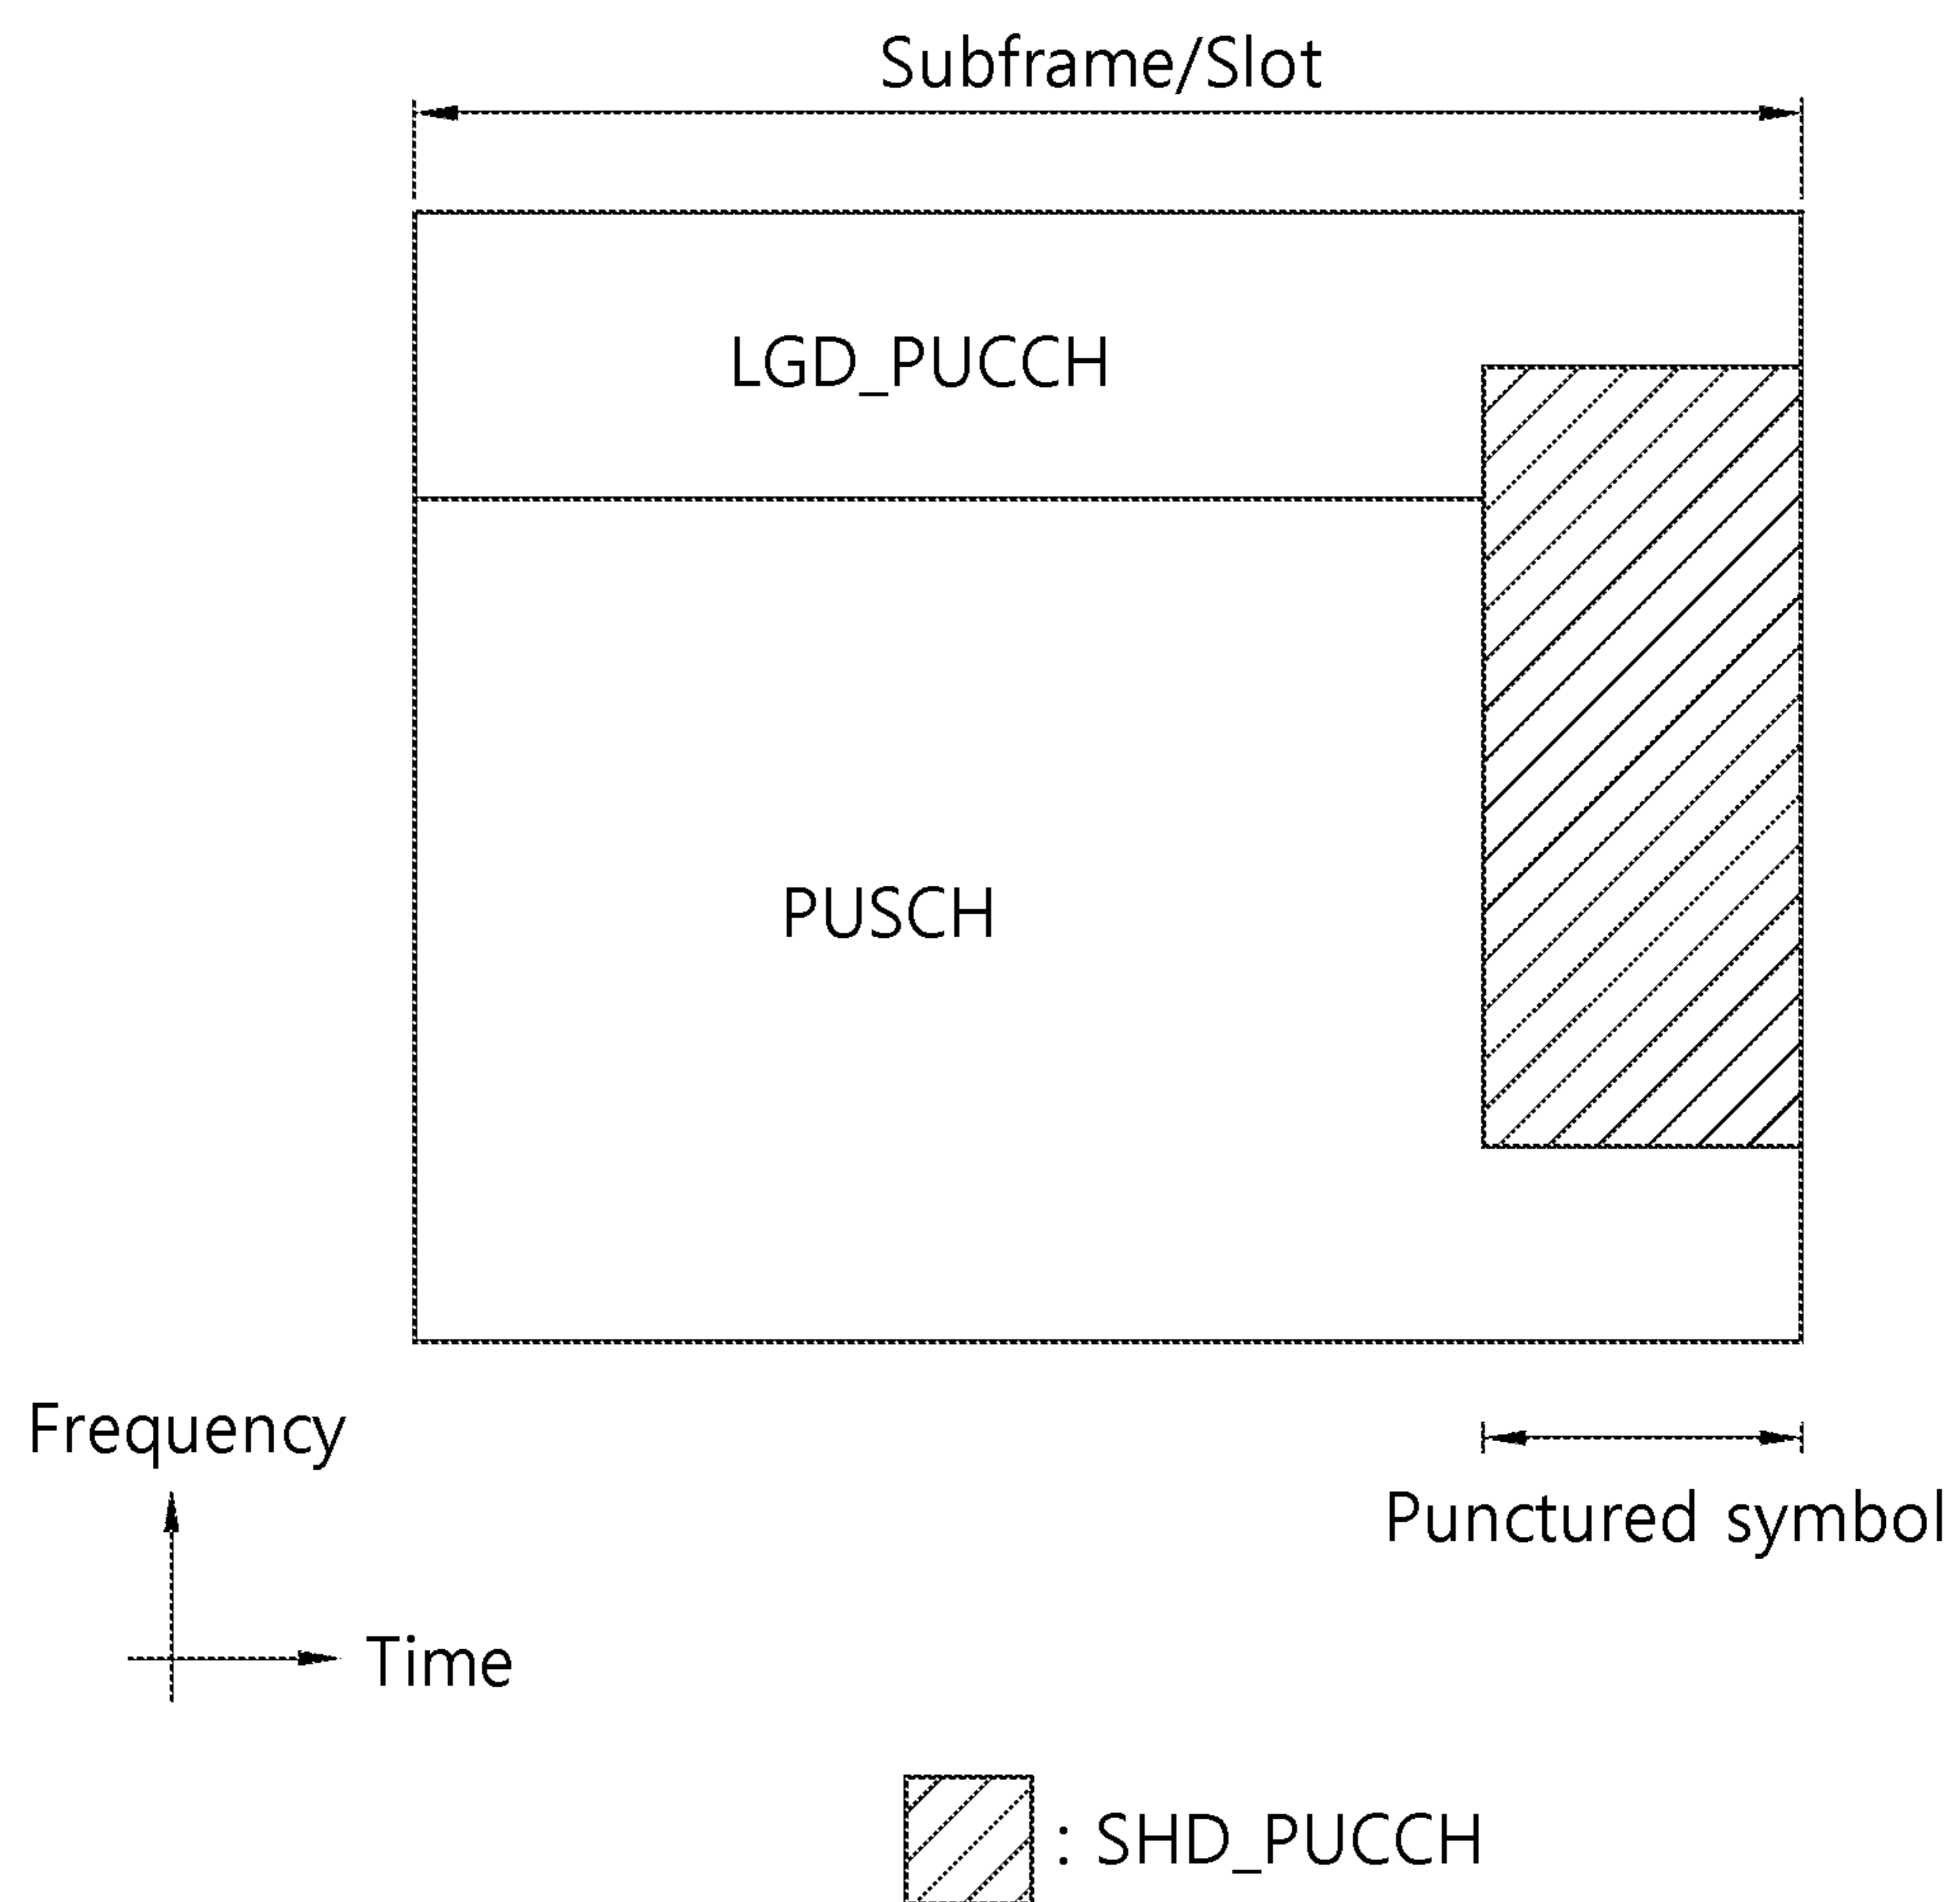 Subframe/Slot
LGD_PUCCH
PUSCH
Frequency
Punctured symbol
Time
: SHD_PUCCH